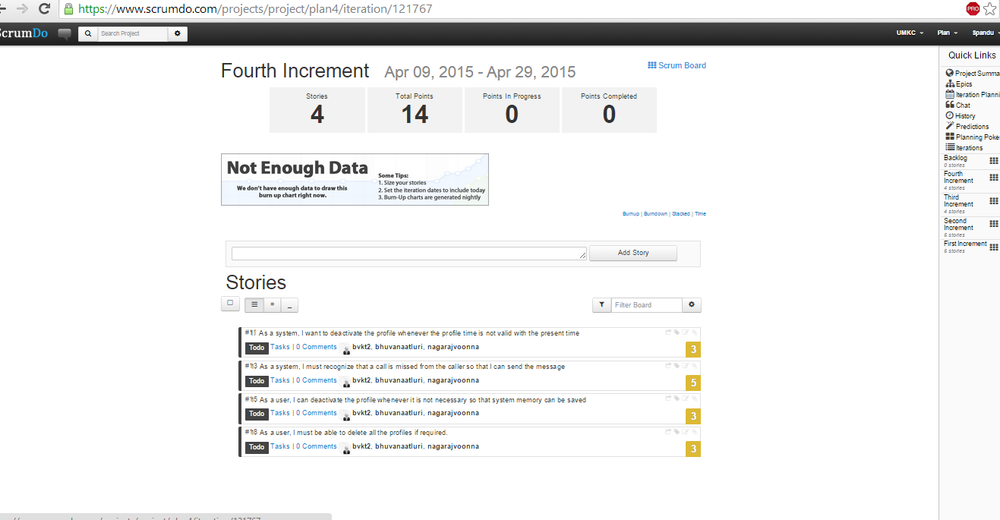 https://www.scrumdo.com/projects/project/plan4/iteration/121767
PRO
crumDo
Search Project
UMKC
Plan
Spandu
Fourth Increment Apr 09, 2015 - Apr 29, 2015
Scrum Board
Stories
4
Total Points
14
Points In Progress
0
Points Completed
0
Not Enough Data
We don't have enough data to draw this
burn up chart right now.
Some Tips:
1. Size your stories
2. Set the iteration dates to include today
3. Burn-Up charts are generated nightly
Burnup | Burndown | Stacked | Time
Add Story
Stories
Filter Board
As a system, I want to deactivate the profile whenever the profile time is not valid with the present time
Todo Tasks | 0 Comments bvkt2, bhuvanaatluri, nagarajvoonna
3
As a system, I must recognize that a call is missed from the caller so that I can send the message
Todo Tasks | 0 Comments bvkt2, bhuvanaatluri, nagarajvoonna
5
As a user, I can deactivate the profile whenever it is not necessary so that system memory can be saved
Todo Tasks | 0 Comments bvkt2, bhuvanaatluri, nagarajvoonna
3
As a user, I must be able to delete all the profiles if required.
Todo Tasks | 0 Comments bvkt2, bhuvanaatluri, nagarajvoonna
3
Quick Links
Project Summa
Epics
Iteration Planni
Chat
History
Predictions
Planning Poke
Iterations
Backlog
0 stories
Fourth
Increment
4 stories
Third
Increment
4 stories
Second
Increment
6 stories
First Increment
6 stories